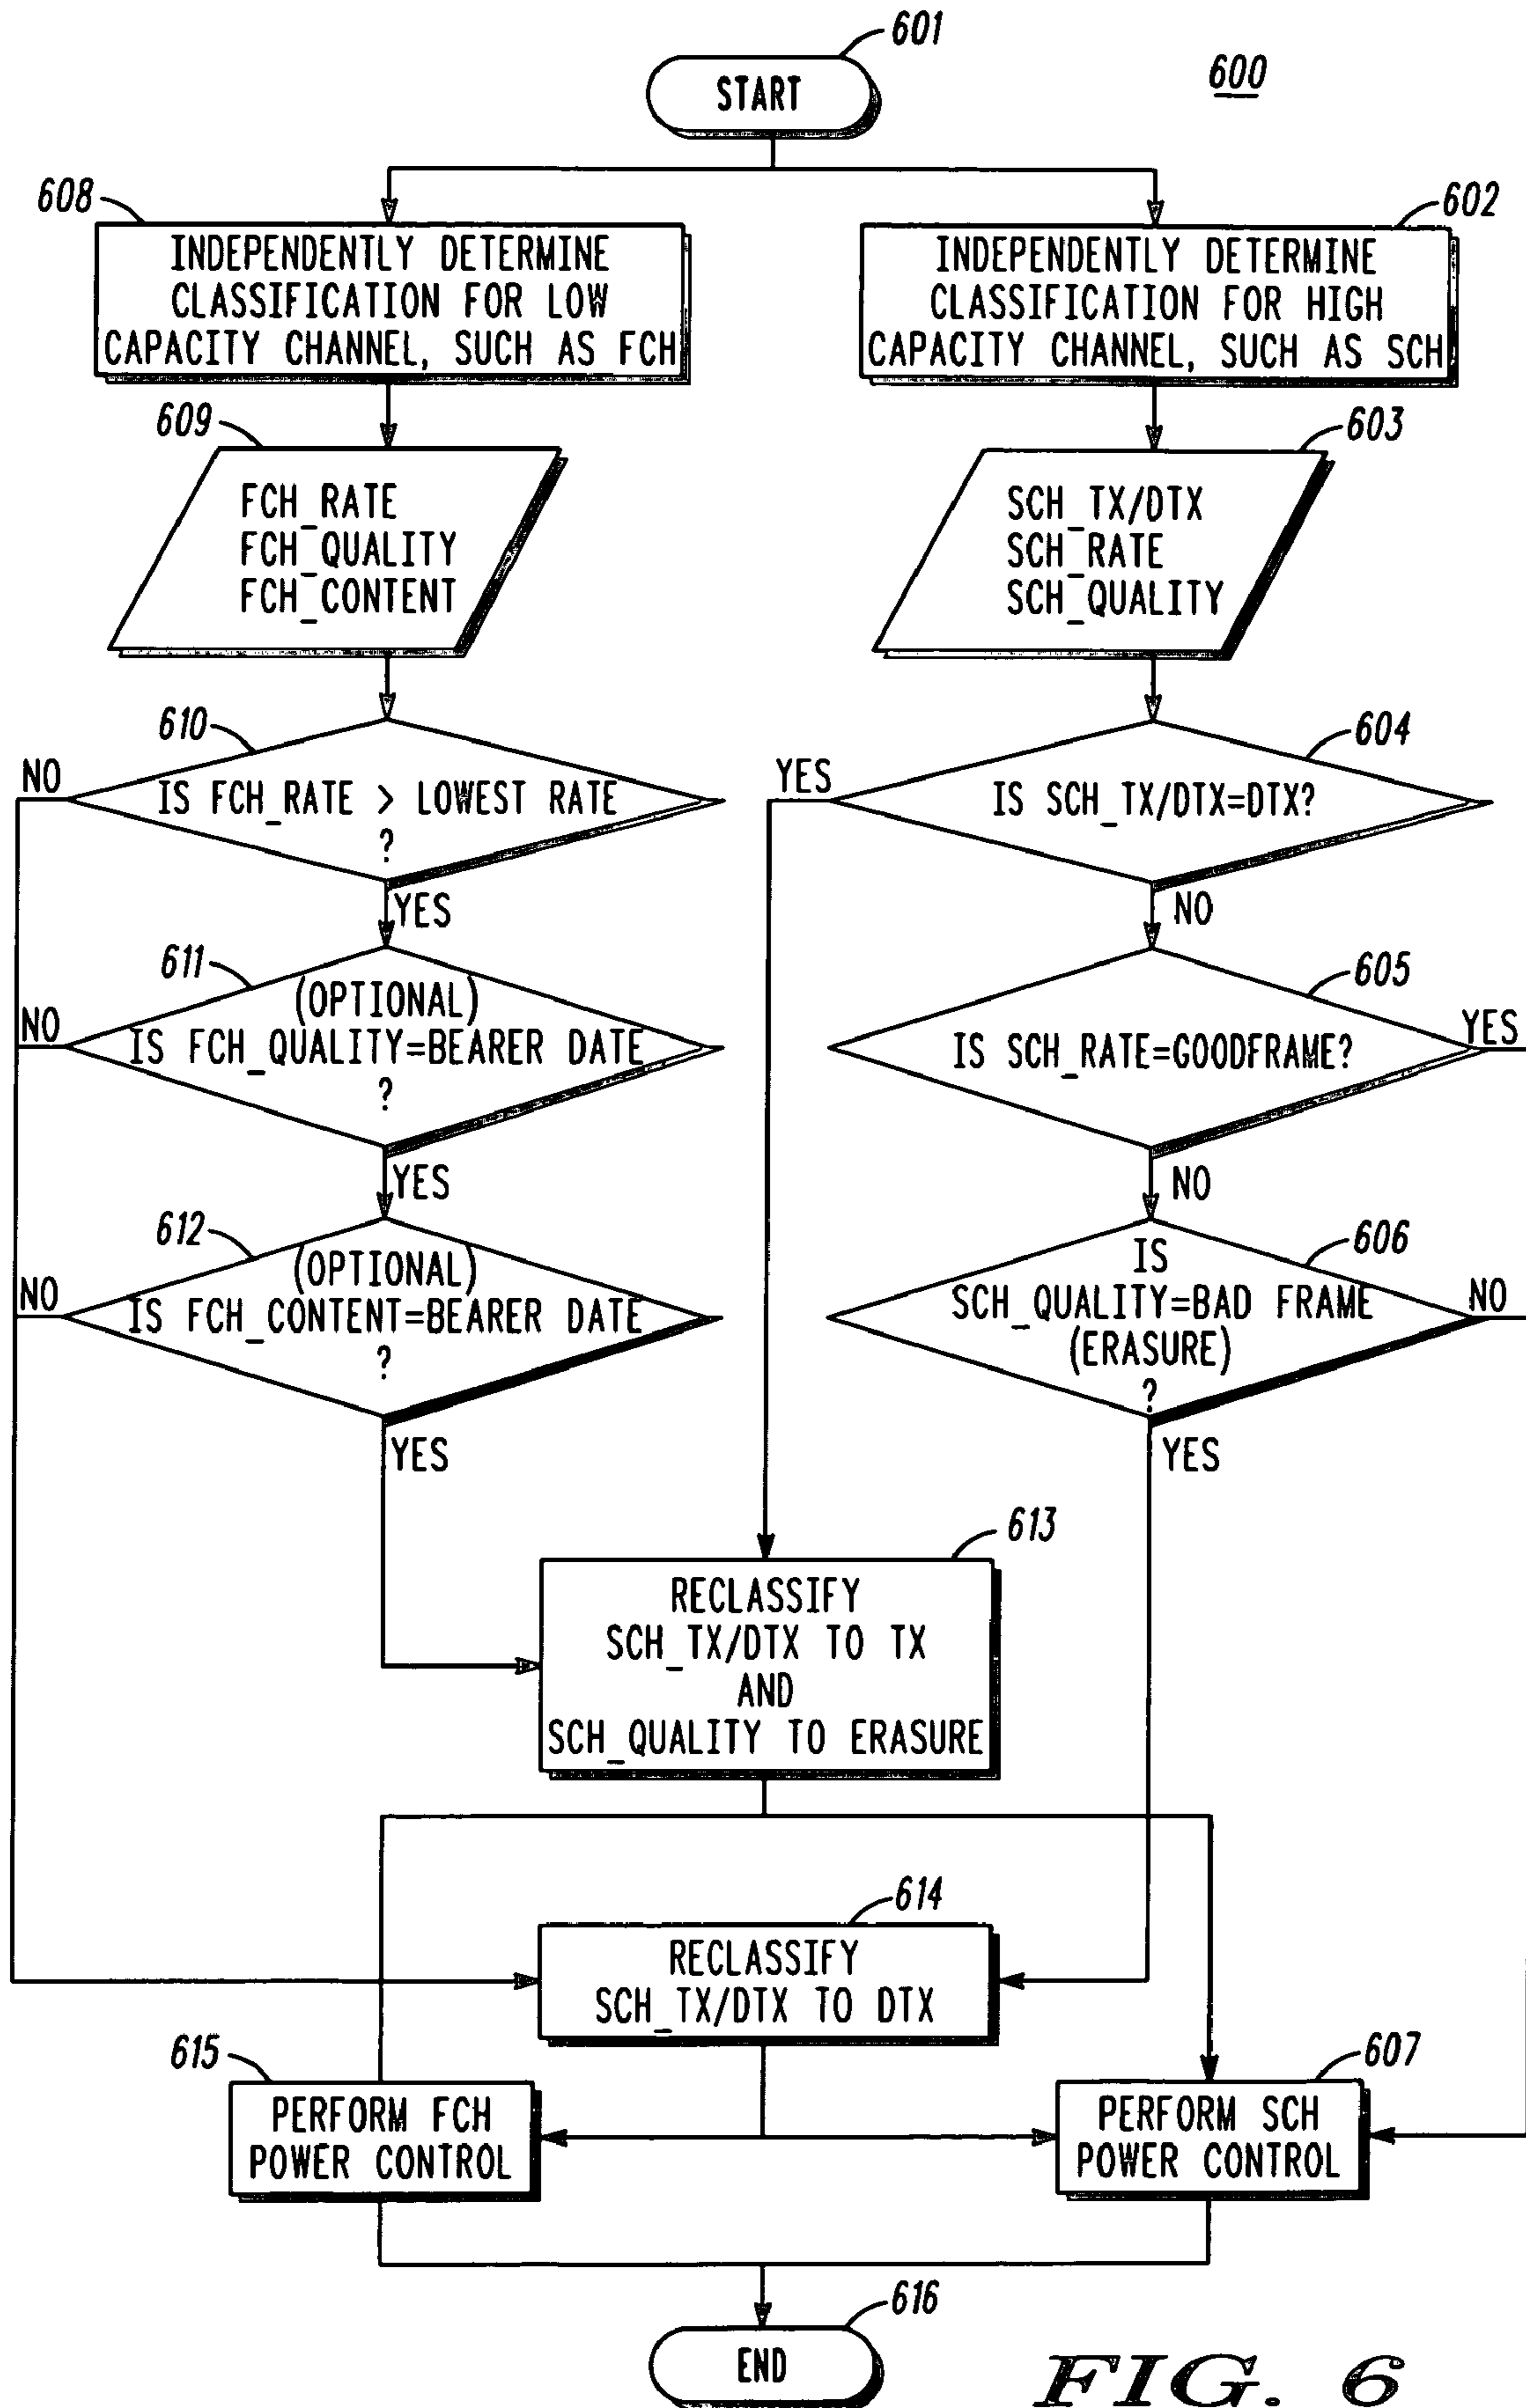 601
600
START
608
INDEPENDENTLY DETERMINE
CLASSIFICATION FOR LOW
CAPACITY CHANNEL, SUCH AS FCH
602
INDEPENDENTLY DETERMINE
CLASSIFICATION FOR HIGH
CAPACITY CHANNEL, SUCH AS SCH
609
FCH_RATE
FCH_QUALITY
FCH_CONTENT
603
SCH_TX/DTX
SCH_RATE
SCH_QUALITY
610
NO
IS FCH_RATE > LOWEST RATE
?
YES
604
YES
IS SCH_TX/DTX=DTX?
NO
611
NO
(OPTIONAL)
IS FCH_QUALITY=BEARER DATE
?
YES
605
IS SCH_RATE=GOODFRAME?
YES
NO
612
NO
(OPTIONAL)
IS FCH_CONTENT=BEARER DATE
?
YES
606
IS
SCH_QUALITY=BAD FRAME
(ERASURE)
?
NO
YES
613
RECLASSIFY
SCH_TX/DTX TO TX
AND
SCH_QUALITY TO ERASURE
614
RECLASSIFY
SCH_TX/DTX TO DTX
615
PERFORM FCH
POWER CONTROL
607
PERFORM SCH
POWER CONTROL
616
END
FIG. 6